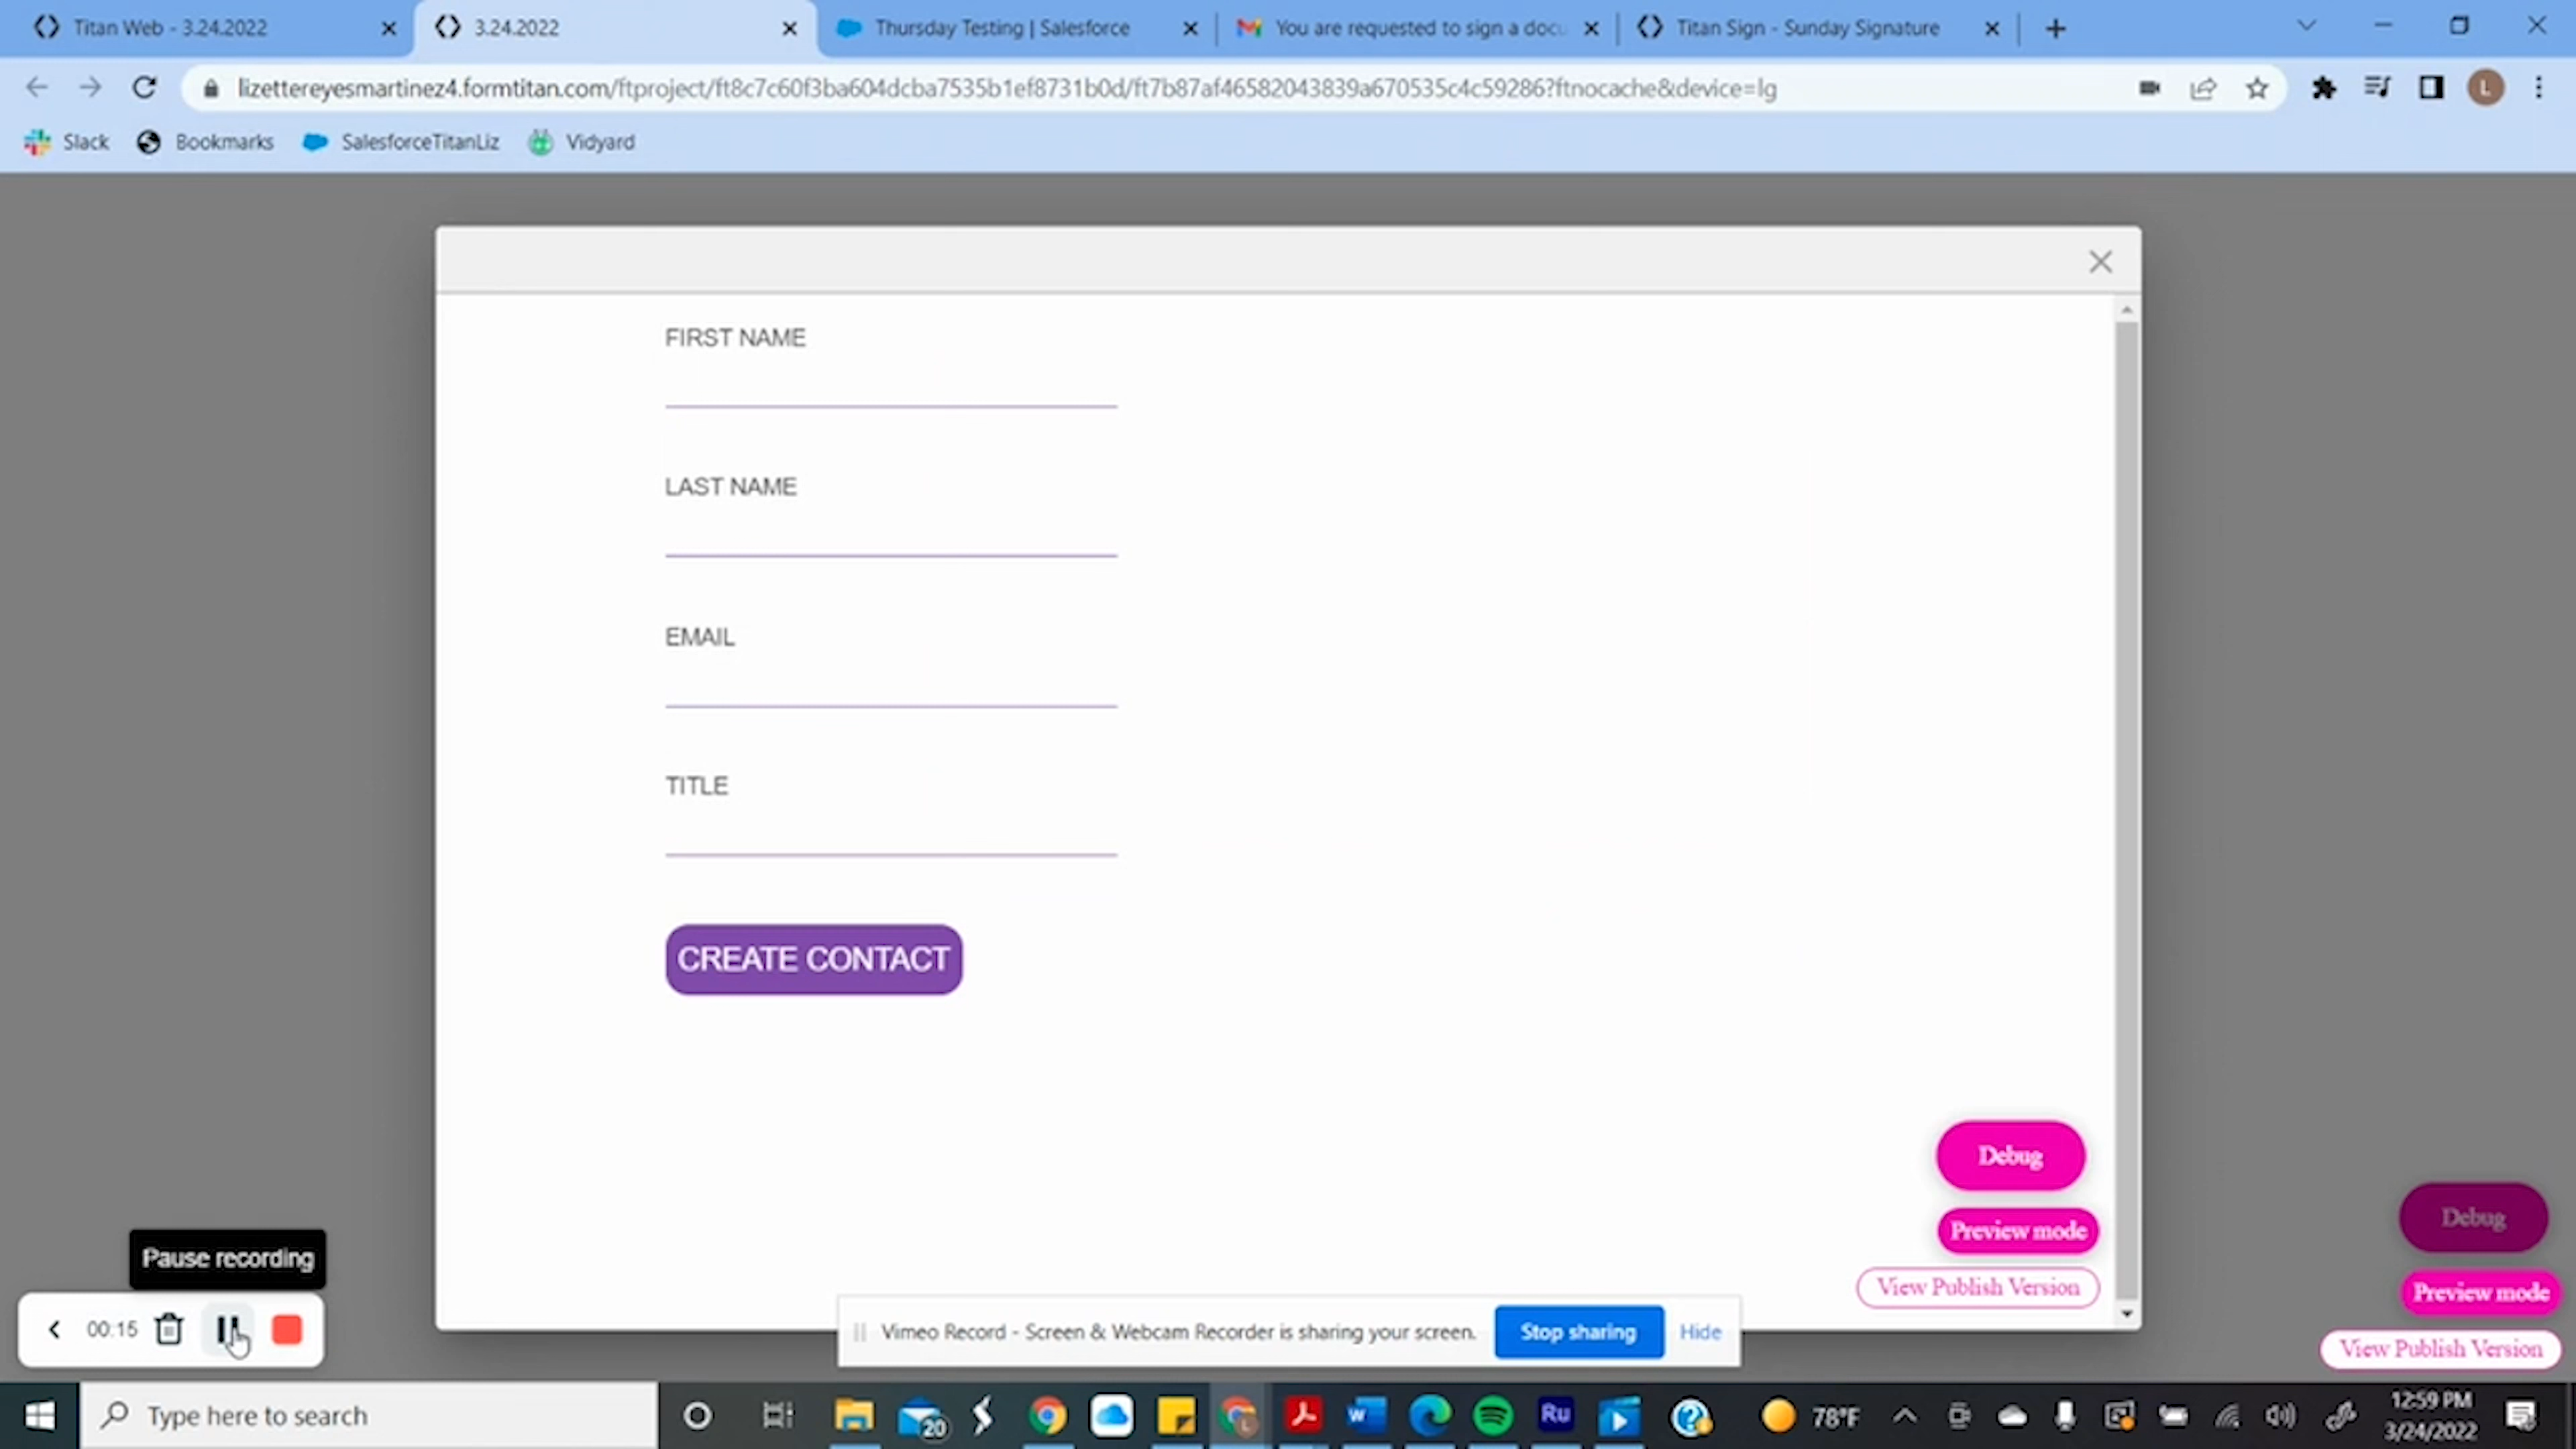 Titan Web - 3.24.2022
3.24.2022
Thursday Testing | Salesforce
You are requested to sign a docu
Titan Sign - Sunday Signature
lizettereyesmartinez4.formtitan.com/ftproject/ft8c7c60f3ba604dcba7535b1ef8731b0d/ft7b87af46582043839a670535c4c59286?ftnocache&device=lg
L
Slack
Bookmarks
SalesforceTitanLiz
Vidyard
FIRST NAME
LAST NAME
EMAIL
TITLE
CREATE CONTACT
Debug
Preview mode
View Publish Version
Debug
Preview mode
View Publish Version
Pause recording
00:15
Vimeo Record - Screen & Webcam Recorder is sharing your screen.
Stop sharing
Hide
Type here to search
20
L
W
Ru
78°F
12:59 PM
3/24/2022